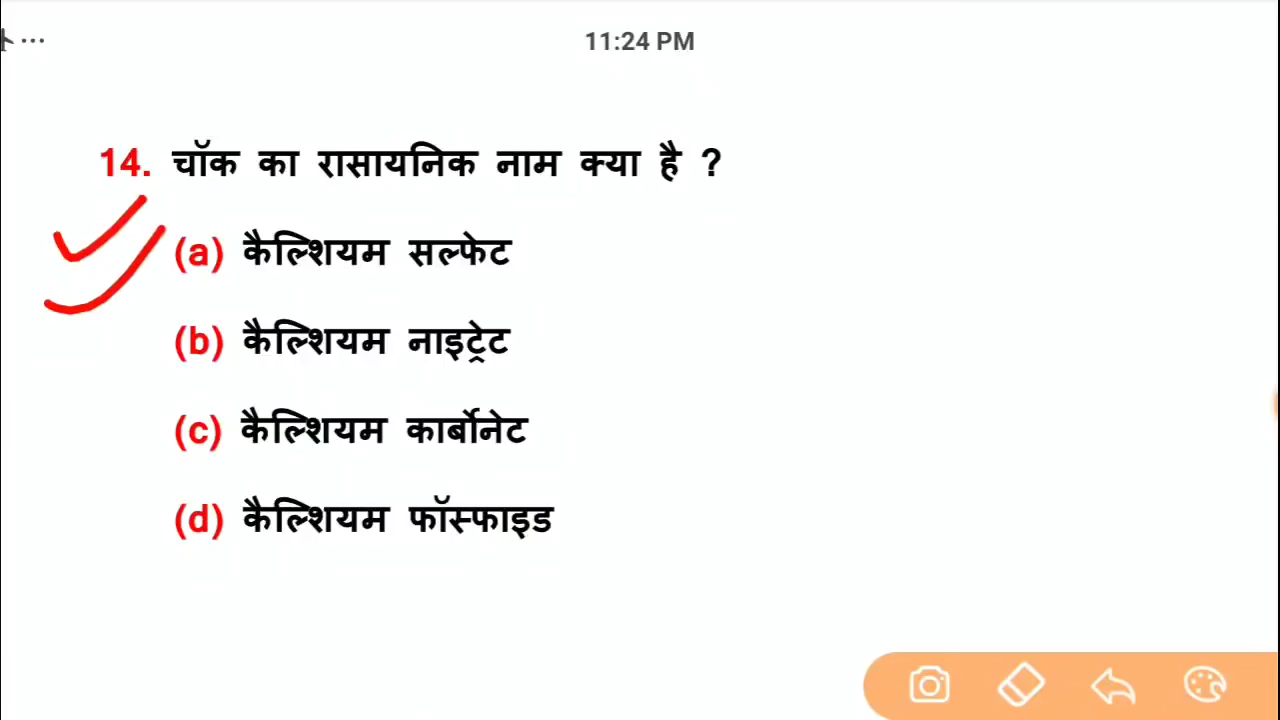 11:24 PM
14. चॉक का रासायनिक नाम क्या है ?
(a) कैल्शियम सल्फेट
(b) कैल्शियम नाइट्रेट
(c) कैल्शियम कार्बोनेट
(d) कैल्शियम फॉस्फाइड